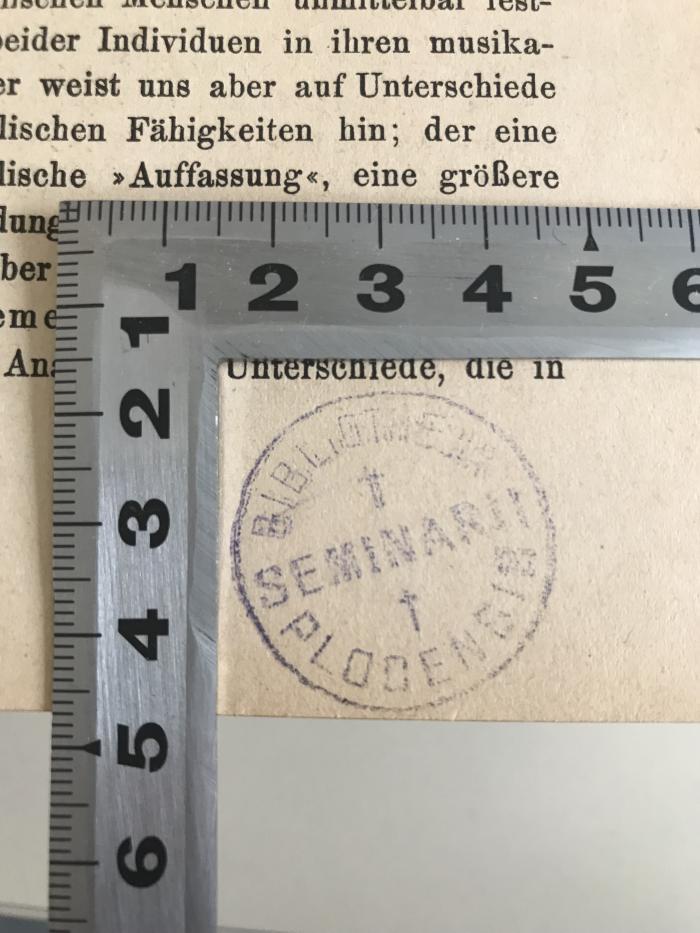 beider Individuen in ihren musika-
er weist uns aber auf Unterschiede
lischen Fähigkeiten hin; der eine
lische »Auffassung«, eine größere
dung
ber
eme
Unterschiede, die in
1 2 3 4 5 6
1
2
3
4
5
6
BIBLIOTHECA
†
SEMINARII
†
PLOCENSIS